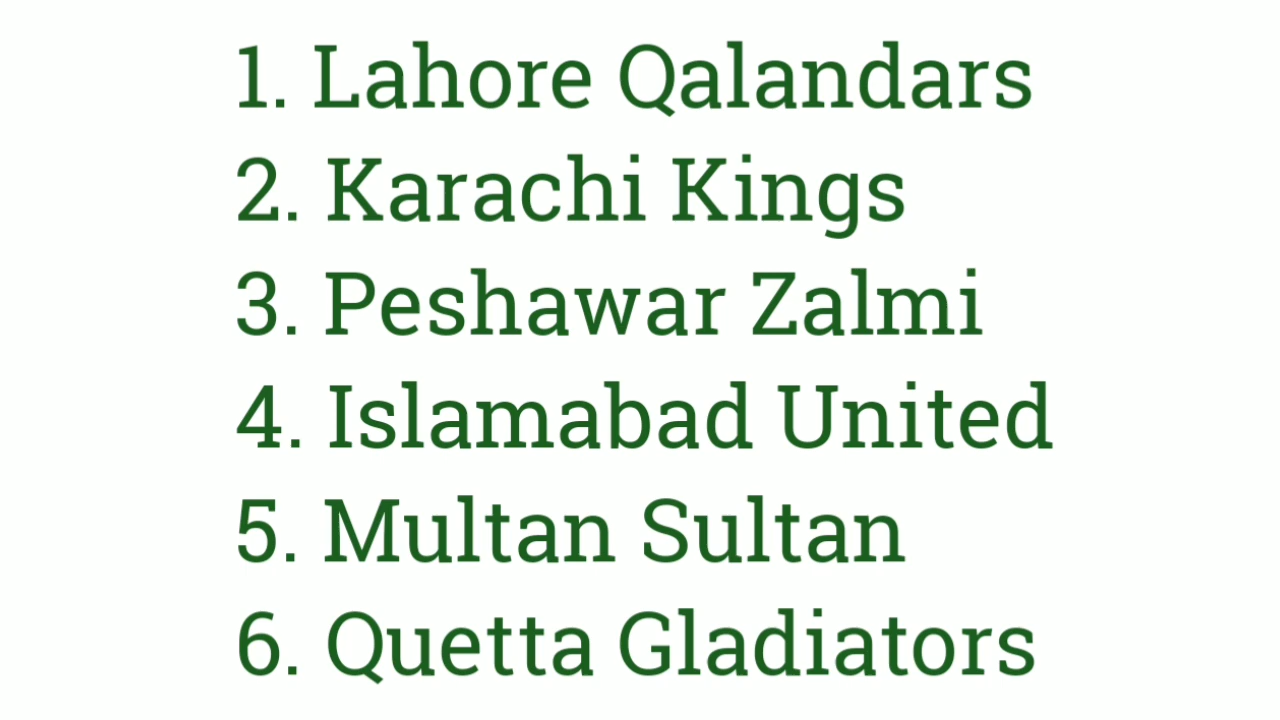 1. Lahore Qalandars
2. Karachi Kings
3. Peshawar Zalmi
4. Islamabad United
5. Multan Sultan
6. Quetta Gladiators